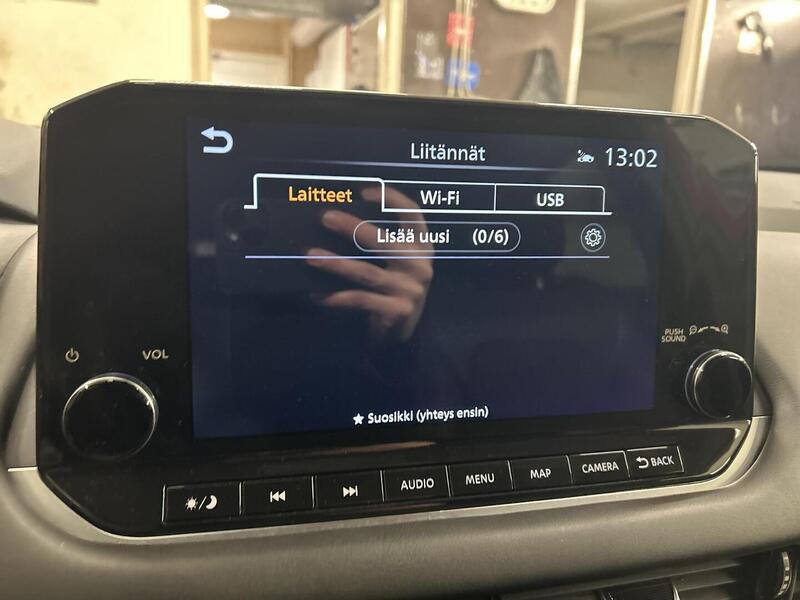 Liitännät
13:02
Laitteet
Wi-Fi
USB
Lisää uusi (0/6)
Suosikki (yhteys ensin)
VOL
PUSH
SOUND
AUDIO
MENU
MAP
CAMERA
BACK